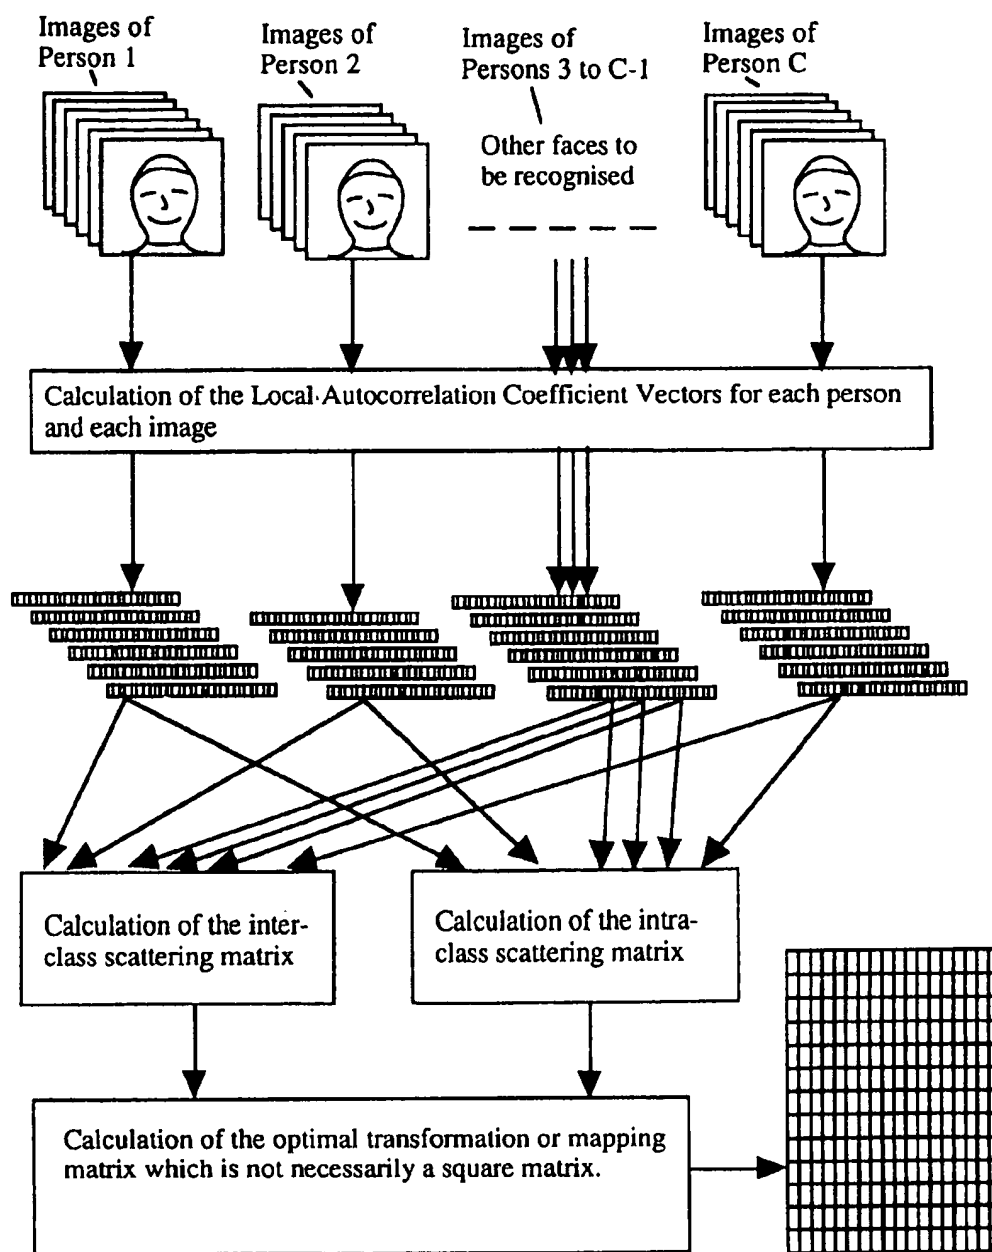 Images of
Person 1
Images of
Person 2
Images of
Persons 3 to C-1
Images of
Person C
Other faces to
be recognised
Calculation of the Local Autocorrelation Coefficient Vectors for each person
and each image
Calculation of the inter-
class scattering matrix
Calculation of the intra-
class scattering matrix
Calculation of the optimal transformation or mapping
matrix which is not necessarily a square matrix.